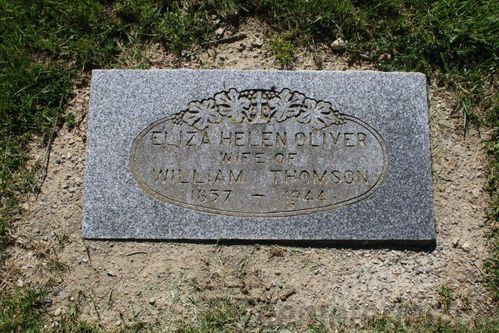 ELIZA HELEN OLIVER
WIFE OF
WILLIAM THOMSON
1857 – 1944